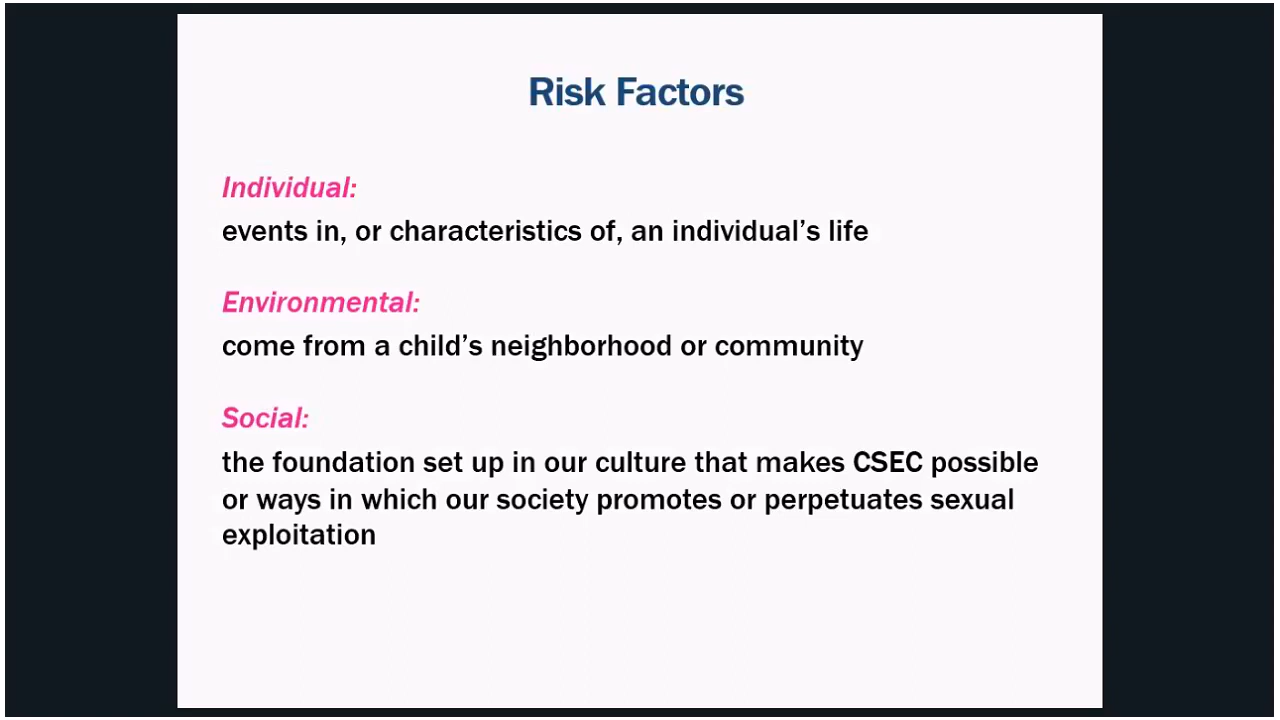 Risk Factors
Individual:
events in, or characteristics of, an individual’s life
Environmental:
come from a child’s neighborhood or community
Social:
the foundation set up in our culture that makes CSEC possible
or ways in which our society promotes or perpetuates sexual
exploitation